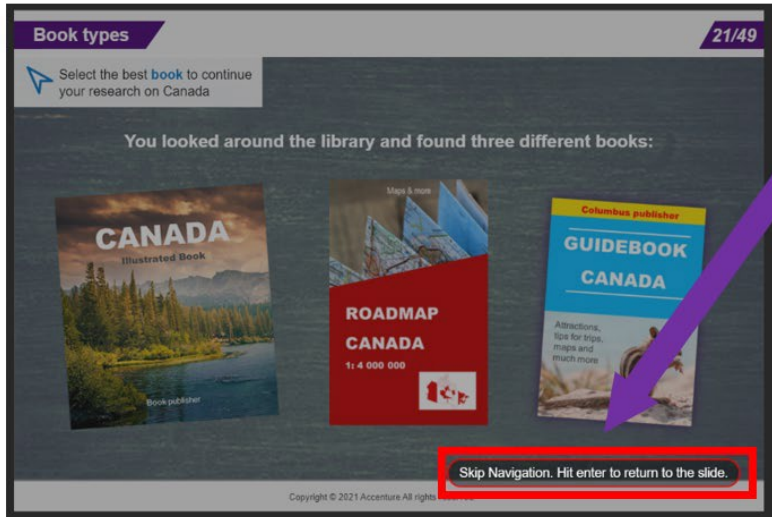 Book types
21/49
Select the best book to continue
your research on Canada
You looked around the library and found three different books:
CANADA
Illustrated Book
Book publisher
Maps & more
ROADMAP
CANADA
1: 4 000 000
Columbus publisher
GUIDEBOOK
CANADA
Attractions,
tips for trips,
maps and
much more
Skip Navigation. Hit enter to return to the slide.
Copyright © 2021 Accenture All rights